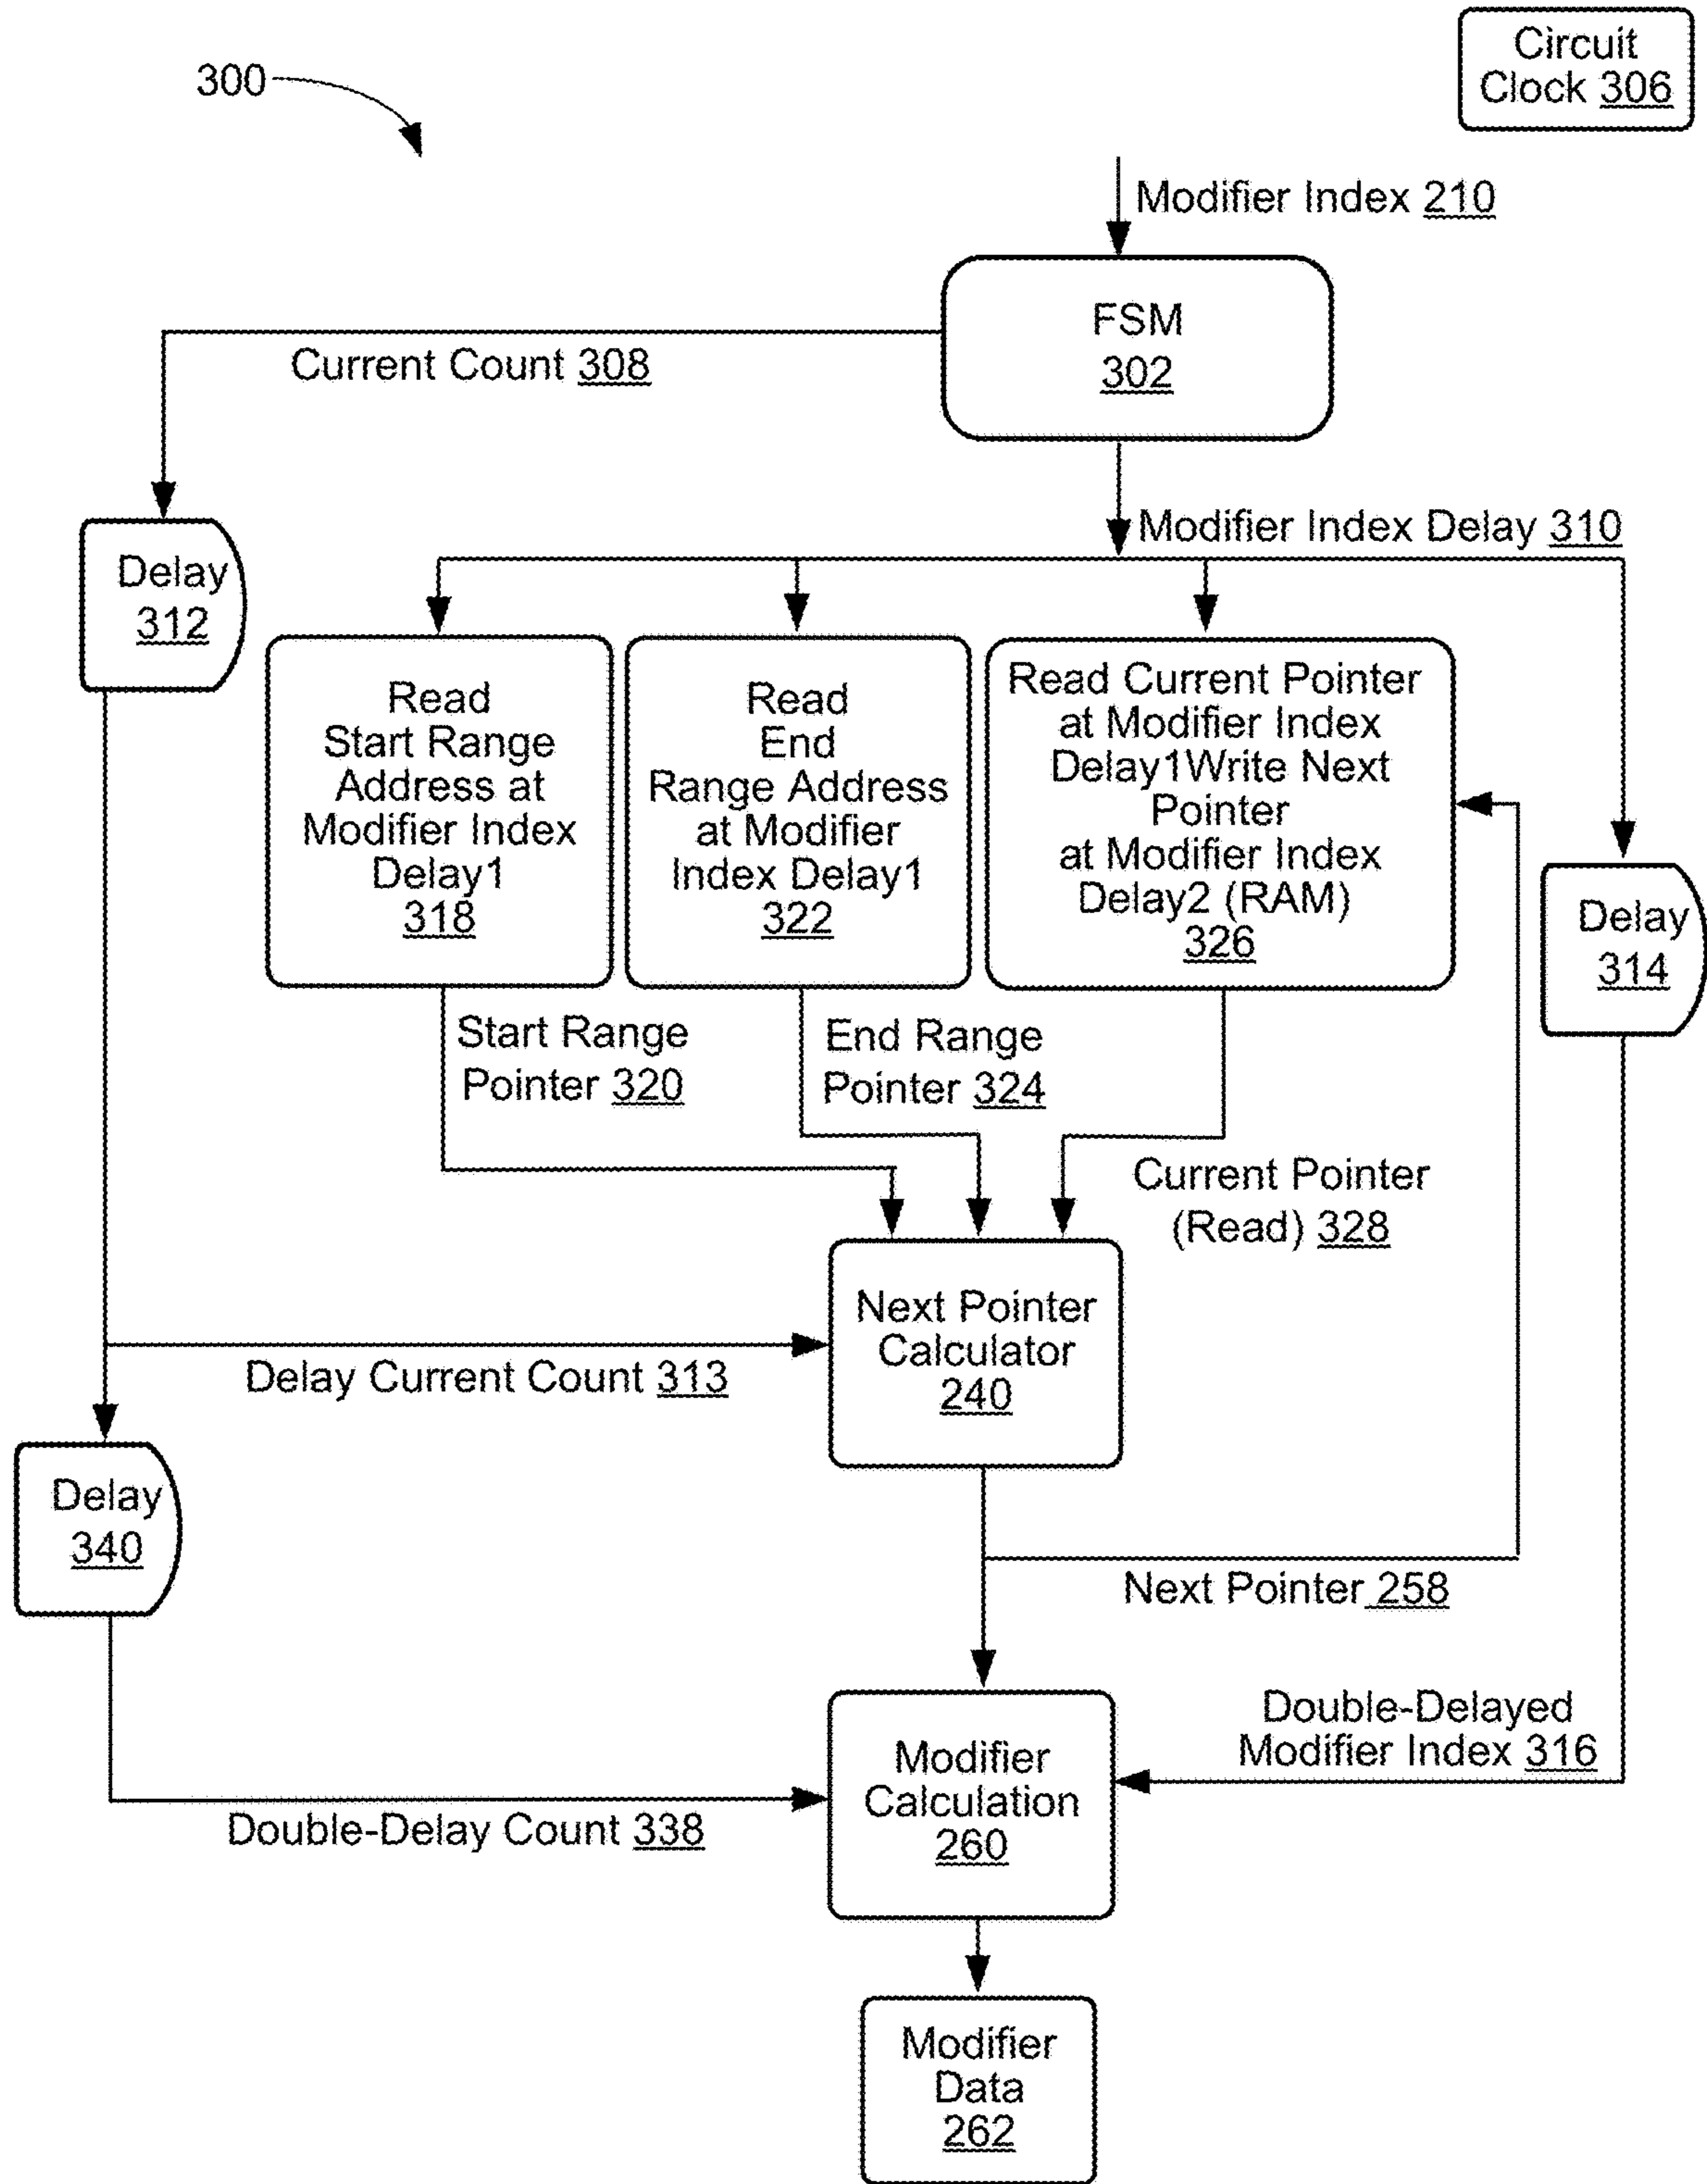 Circuit
Clock 306
300
Modifier Index 210
FSM
302
Current Count 308
Modifier Index Delay 310
Delay
312
Read
Start Range
Address at
Modifier Index
Delay1
318
Read
End
Range Address
at Modifier
Index Delay1
322
Read Current Pointer
at Modifier Index
Delay1Write Next
Pointer
at Modifier Index
Delay2 (RAM)
326
Delay
314
Start Range
Pointer 320
End Range
Pointer 324
Current Pointer
(Read) 328
Next Pointer
Calculator
240
Delay Current Count 313
Delay
340
Next Pointer 258
Double-Delayed
Modifier Index 316
Modifier
Calculation
260
Double-Delay Count 338
Modifier
Data
262